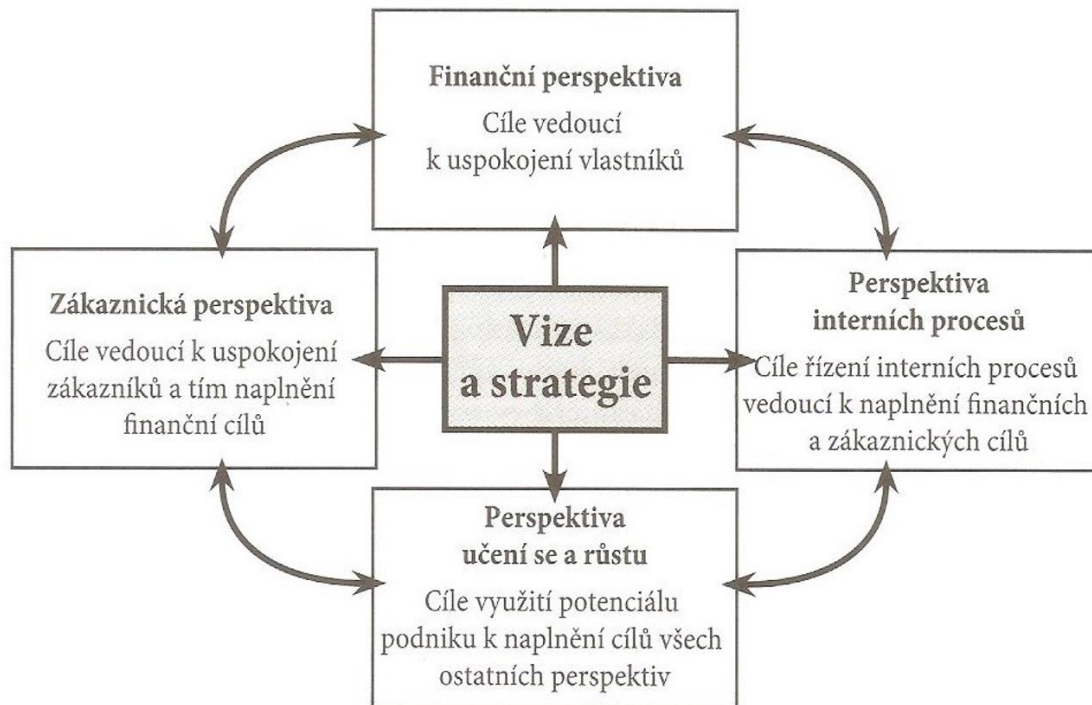 Finanční perspektiva
Cíle vedoucí
k uspokojení vlastníků
Zákaznická perspektiva
Cíle vedoucí k uspokojení
zákazníků a tím naplnění
finanční cílů
Vize
a strategie
Perspektiva
interních procesů
Cíle řízení interních procesů
vedoucí k naplnění finančních
a zákaznických cílů
Perspektiva
učení se a růstu
Cíle využití potenciálu
podniku k naplnění cílů všech
ostatních perspektiv